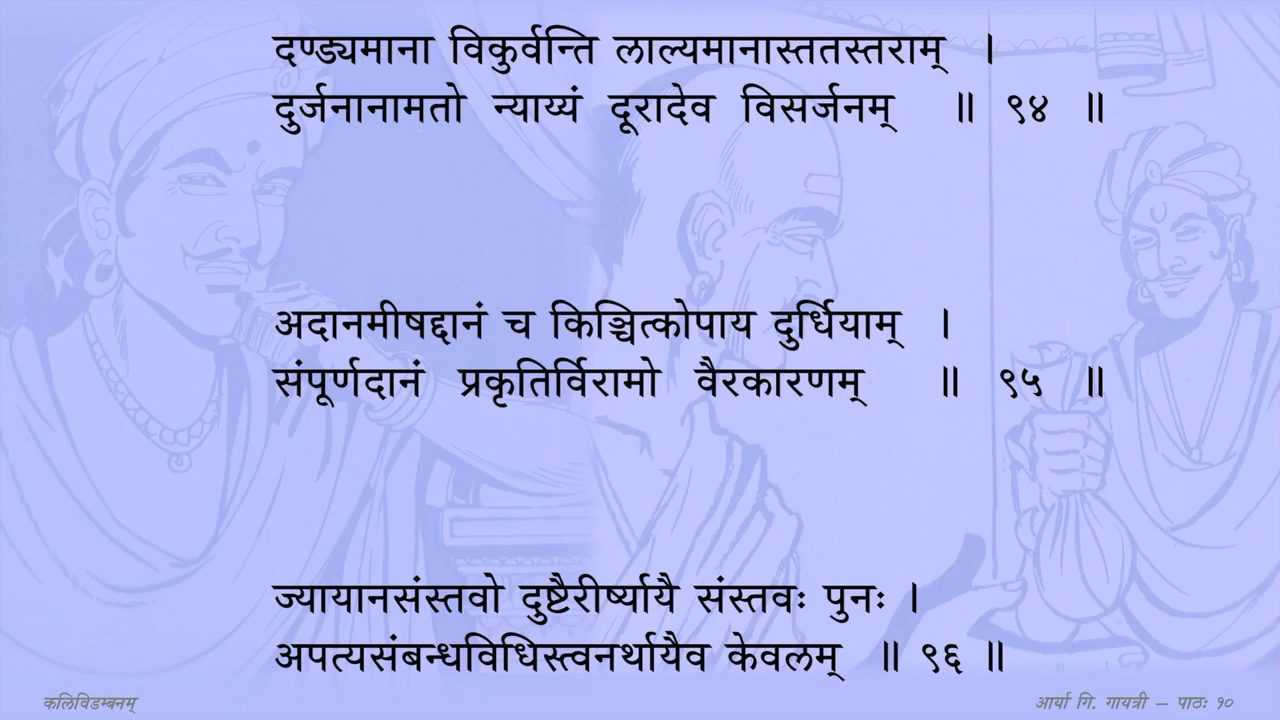 दण्ड्यमाना विकुर्वन्ति लाल्यमानास्ततस्तराम् ।
दुर्जनानामतो न्याय्यं दूरादेव विसर्जनम् ॥ ९४ ॥
अदानमीषद्दानं च किञ्चित्कोपाय दुर्धियाम् ।
संपूर्णदानं प्रकृतिर्विरामो वैरकारणम् ॥ ९५ ॥
ज्यायानसंस्तवो दुष्टैरीर्ष्यायै संस्तवः पुनः ।
अपत्यसंबन्धविधिस्त्वनर्थायैव केवलम् ॥ ९६ ॥
कलिविडम्बनम्
आर्या गि. गायत्री – पाठः १०